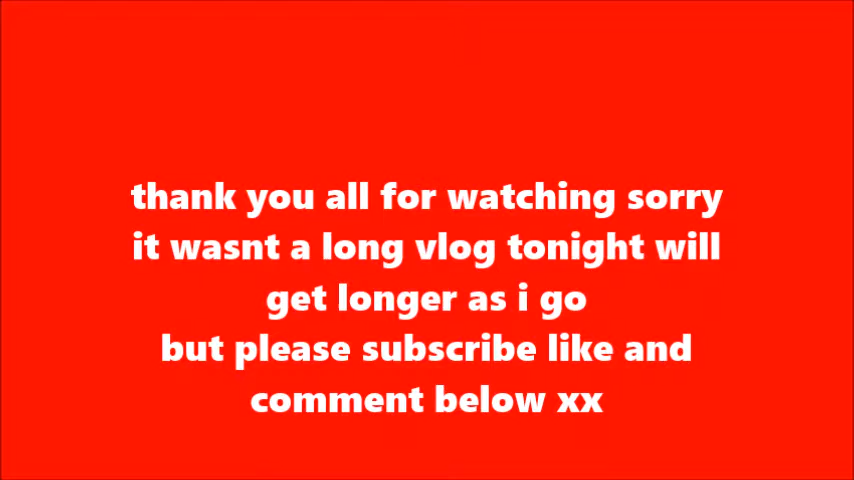 thank you all for watching sorry
it wasnt a long vlog tonight will
get longer as i go
but please subscribe like and
comment below xx